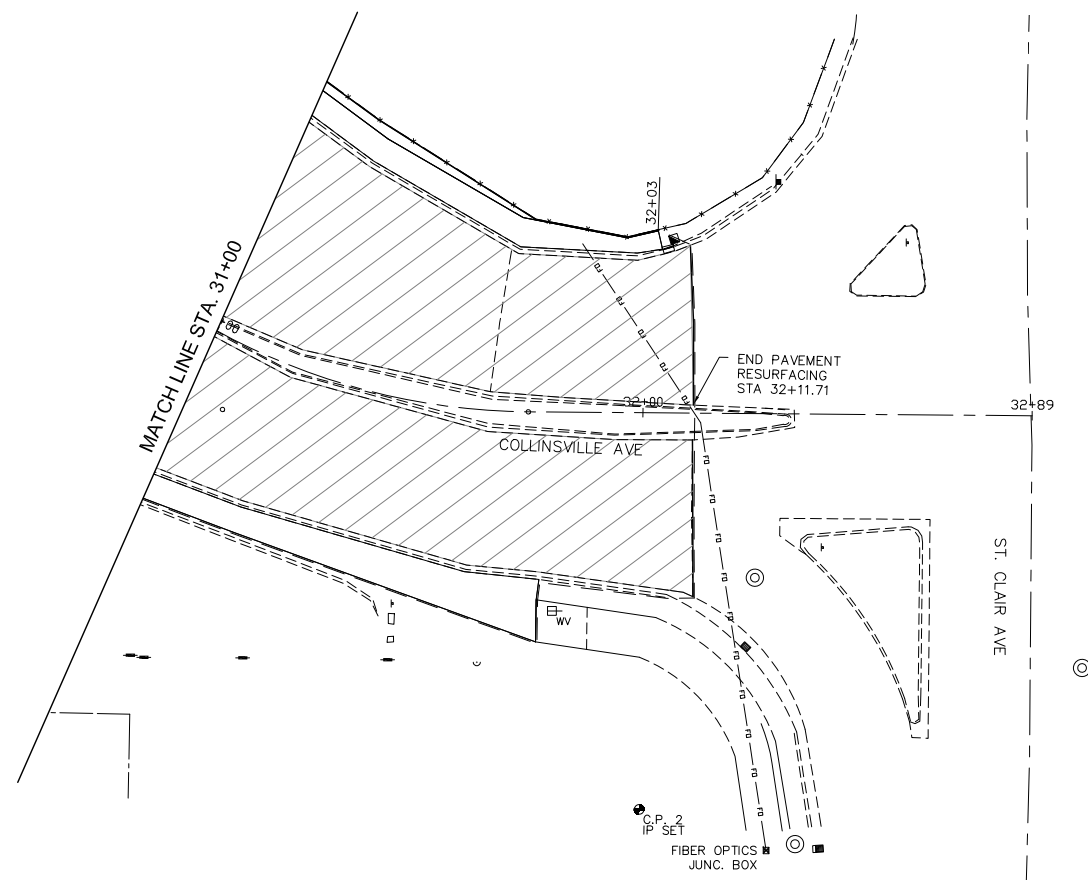 32+03
MATCH LINE STA. 31+00
00
END PAVEMENT
RESURFACING
STA 32+11.71
32+00
32+89
COLLINSVILLE AVE
ST. CLAIR AVE
WV
C.P. 2
IP SET
FIBER OPTICS
JUNC. BOX